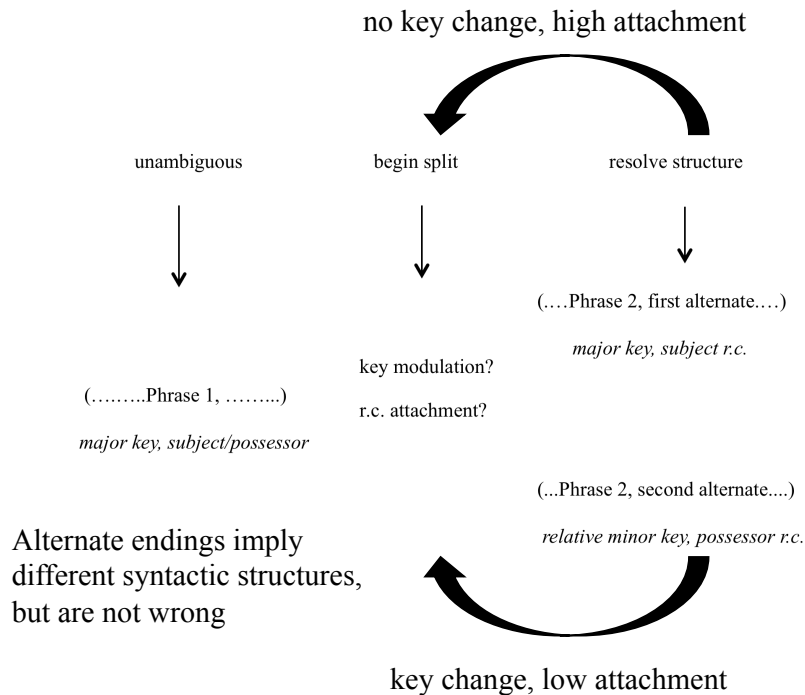 no key change, high attachment
unambiguous
begin split
resolve structure
(.…Phrase 2, first alternate.…)
major key, subject r.c.
key modulation?
(…..…..Phrase 1, ……...)
r.c. attachment?
major key, subject/possessor
(...Phrase 2, second alternate....)
relative minor key, possessor r.c.
Alternate endings imply
different syntactic structures,
but are not wrong
key change, low attachment